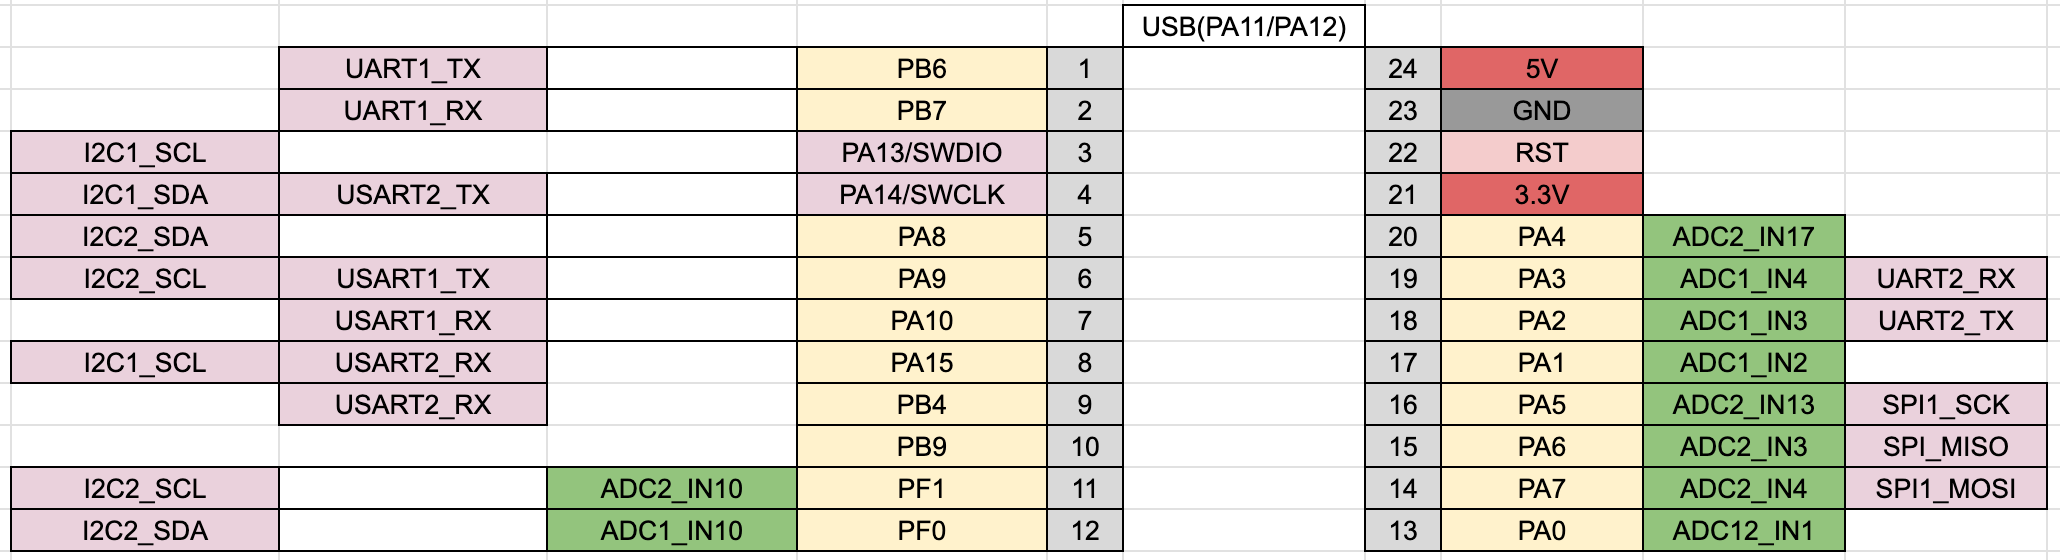 USB(PA11/PA12)
UART1_TX PB6 1 24 5V
UART1_RX PB7 2 23 GND
I2C1_SCL PA13/SWDIO 3 22 RST
I2C1_SDA USART2_TX PA14/SWCLK 4 21 3.3V
I2C2_SDA PA8 5 20 PA4 ADC2_IN17
I2C2_SCL USART1_TX PA9 6 19 PA3 ADC1_IN4 UART2_RX
USART1_RX PA10 7 18 PA2 ADC1_IN3 UART2_TX
I2C1_SCL USART2_RX PA15 8 17 PA1 ADC1_IN2
USART2_RX PB4 9 16 PA5 ADC2_IN13 SPI1_SCK
PB9 10 15 PA6 ADC2_IN3 SPI_MISO
I2C2_SCL ADC2_IN10 PF1 11 14 PA7 ADC2_IN4 SPI1_MOSI
I2C2_SDA ADC1_IN10 PF0 12 13 PA0 ADC12_IN1